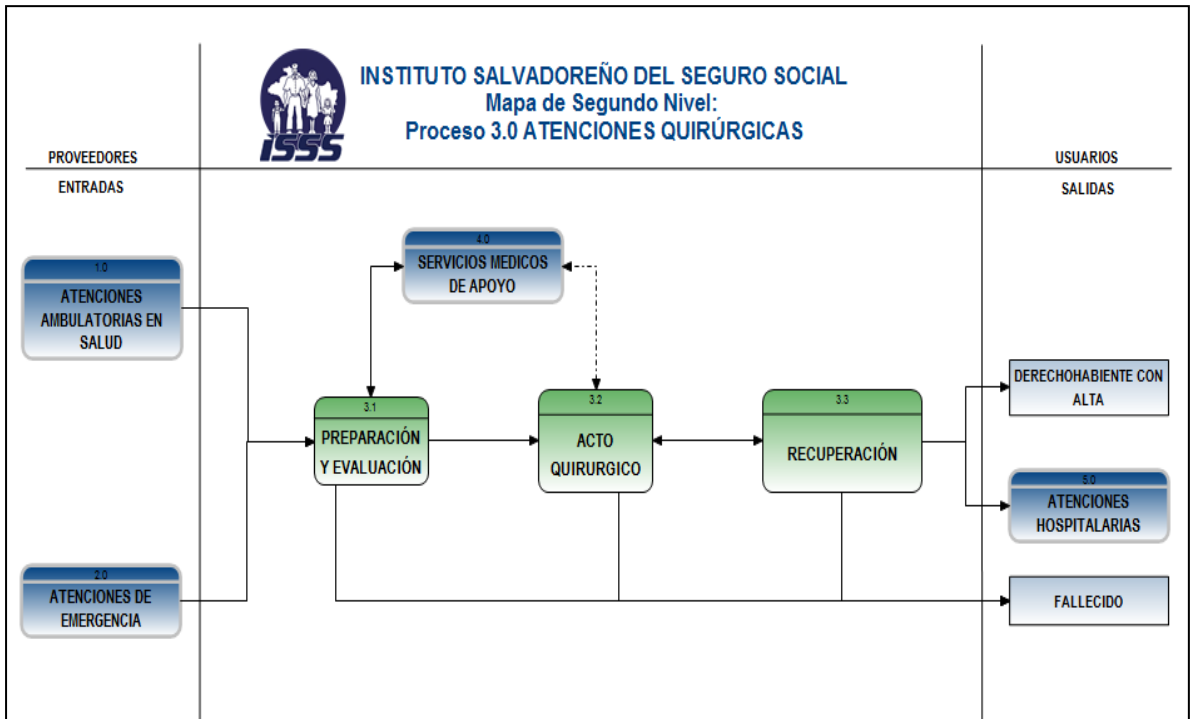 INSTITUTO SALVADOREÑO DEL SEGURO SOCIAL
Mapa de Segundo Nivel:
Proceso 3.0 ATENCIONES QUIRÚRGICAS
ISSS
PROVEEDORES
ENTRADAS
USUARIOS
SALIDAS
1.0
ATENCIONES
AMBULATORIAS EN
SALUD
2.0
ATENCIONES DE
EMERGENCIA
4.0
SERVICIOS MEDICOS
DE APOYO
3.1
PREPARACIÓN
Y EVALUACIÓN
3.2
ACTO
QUIRURGICO
3.3
RECUPERACIÓN
DERECHOHABIENTE CON
ALTA
5.0
ATENCIONES
HOSPITALARIAS
FALLECIDO